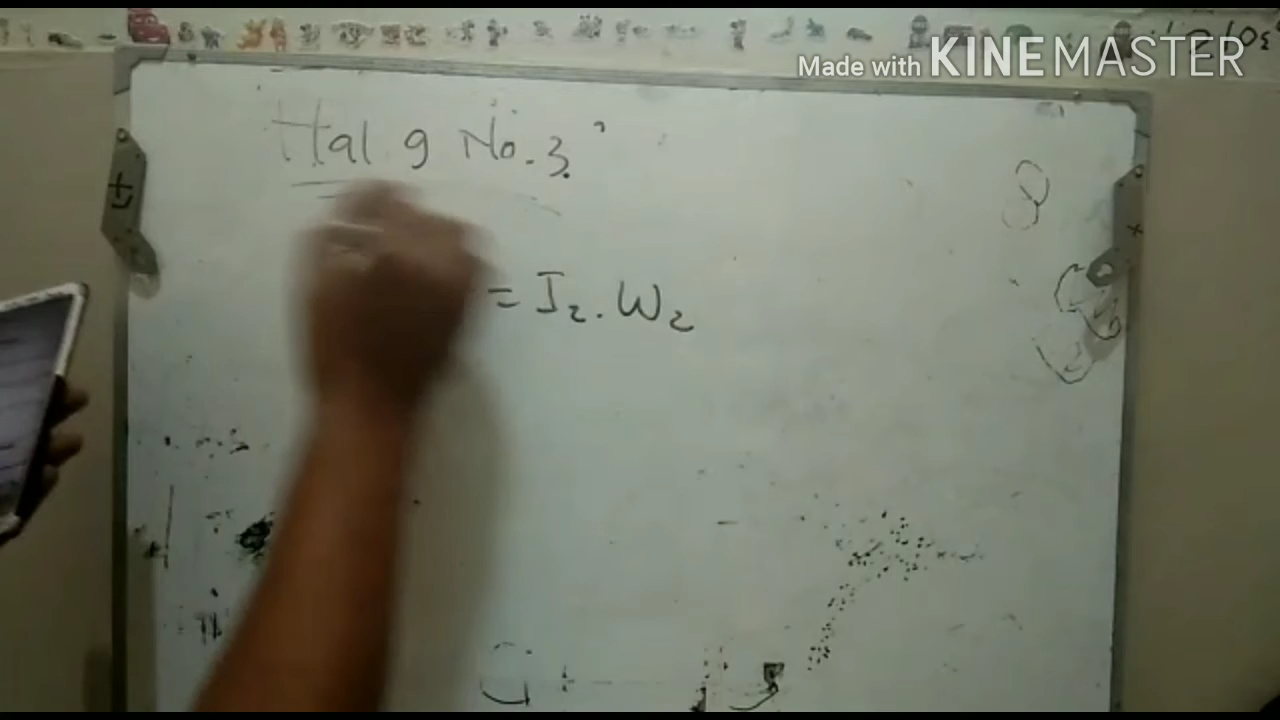 Made with KINEMASTER
Hal 9 No. 3.
= I₂. W₂